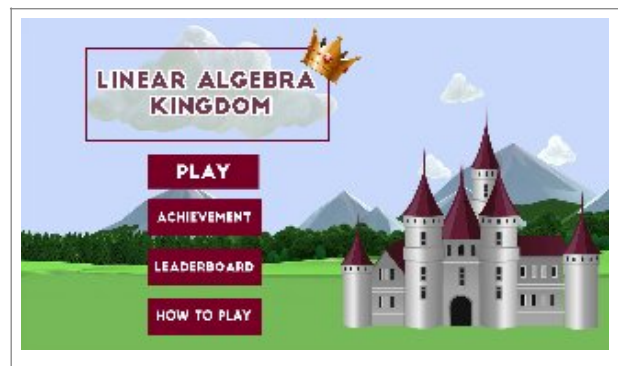 LINEAR ALGEBRA
KINGDOM
PLAY
ACHIEVEMENT
LEADERBOARD
HOW TO PLAY